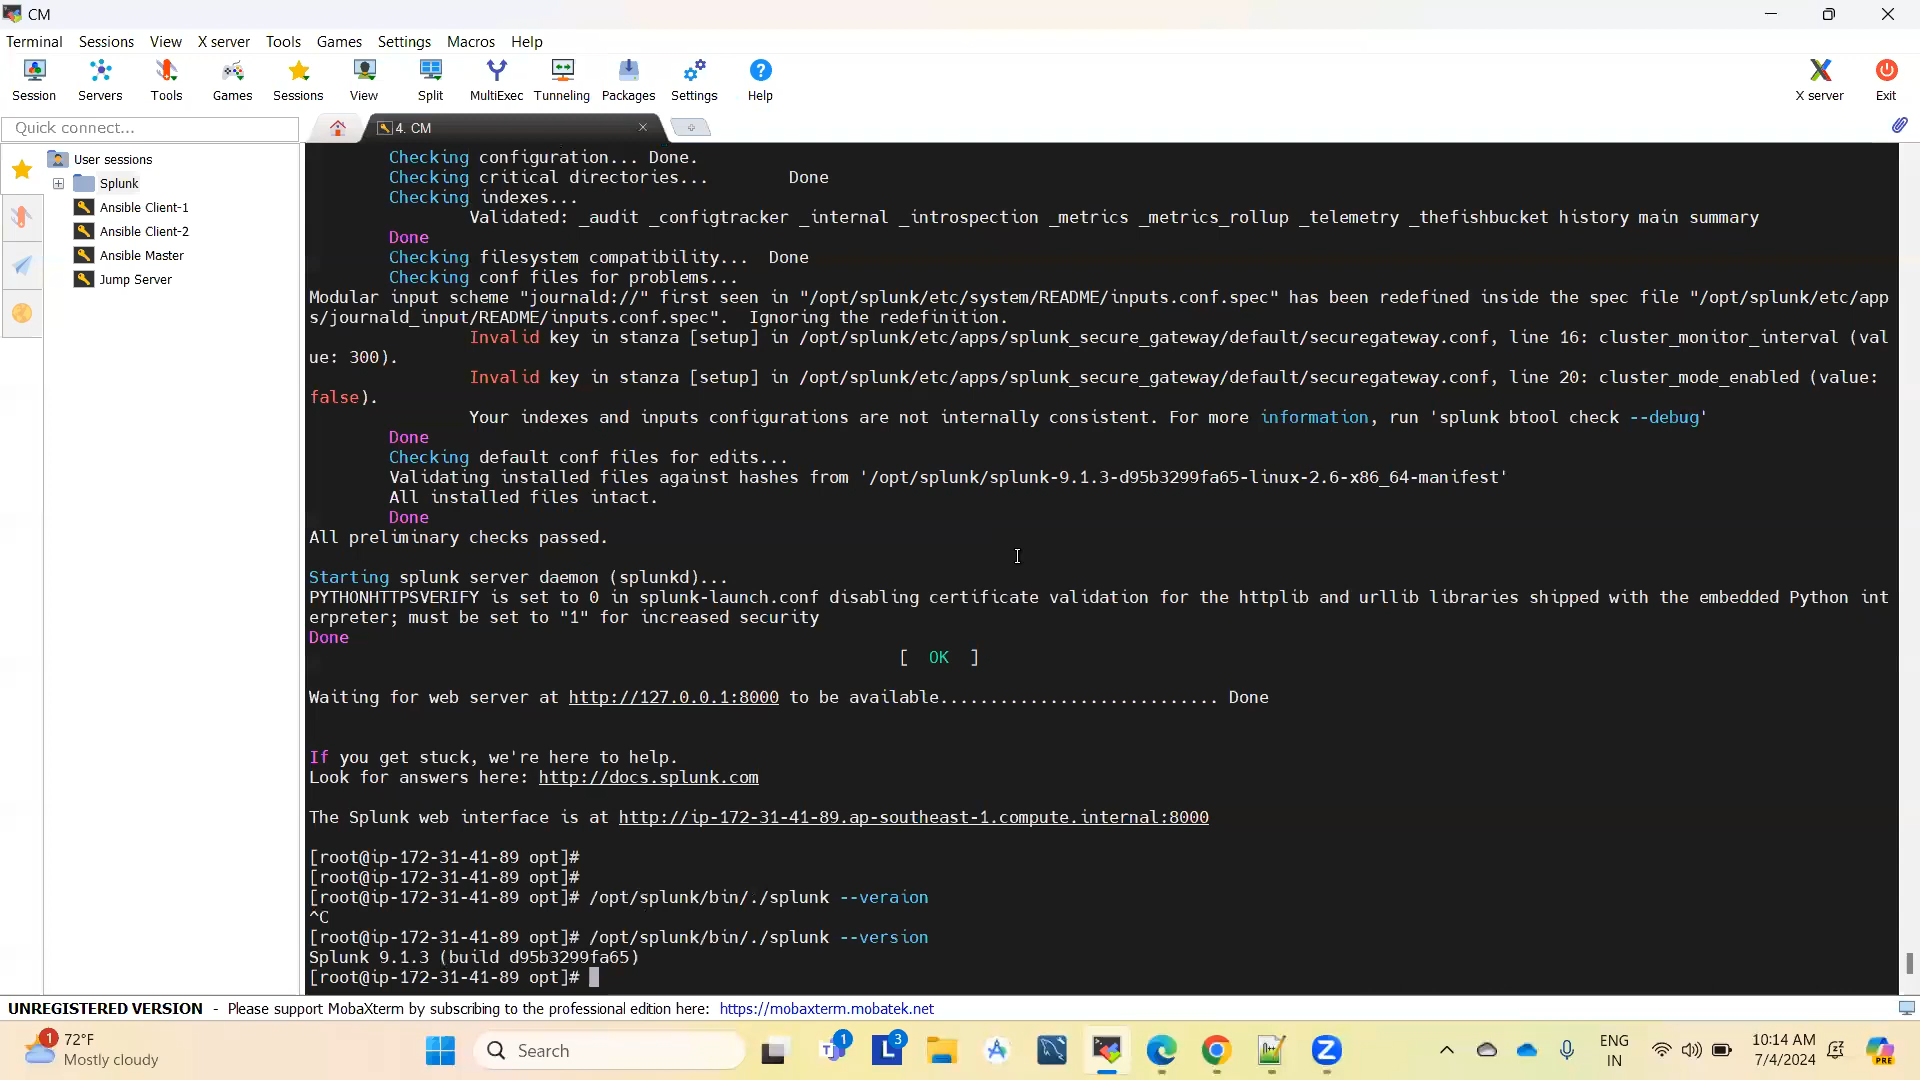 CM
Terminal Sessions View X server Tools Games Settings Macros Help
Session Servers Tools Games Sessions View Split MultiExec Tunneling Packages Settings Help X server Exit
Quick connect...
4. CM
User sessions
Splunk
Ansible Client-1
Ansible Client-2
Ansible Master
Jump Server
Checking configuration... Done.
Checking critical directories... Done
Checking indexes...
Validated: _audit _configtracker _internal _introspection _metrics _metrics_rollup _telemetry _thefishbucket history main summary
Done
Checking filesystem compatibility... Done
Checking conf files for problems...
Modular input scheme "journald://" first seen in "/opt/splunk/etc/system/README/inputs.conf.spec" has been redefined inside the spec file "/opt/splunk/etc/app
s/journald_input/README/inputs.conf.spec". Ignoring the redefinition.
Invalid key in stanza [setup] in /opt/splunk/etc/apps/splunk_secure_gateway/default/securegateway.conf, line 16: cluster_monitor_interval (val
ue: 300).
Invalid key in stanza [setup] in /opt/splunk/etc/apps/splunk_secure_gateway/default/securegateway.conf, line 20: cluster_mode_enabled (value:
false).
Your indexes and inputs configurations are not internally consistent. For more information, run 'splunk btool check --debug'
Done
Checking default conf files for edits...
Validating installed files against hashes from '/opt/splunk/splunk-9.1.3-d95b3299fa65-linux-2.6-x86_64-manifest'
All installed files intact.
Done
All preliminary checks passed.
Starting splunk server daemon (splunkd)...
PYTHONHTTPSVERIFY is set to 0 in splunk-launch.conf disabling certificate validation for the httplib and urllib libraries shipped with the embedded Python int
erpreter; must be set to "1" for increased security
Done
[ OK ]
Waiting for web server at http://127.0.0.1:8000 to be available............................ Done
If you get stuck, we're here to help.
Look for answers here: http://docs.splunk.com
The Splunk web interface is at http://ip-172-31-41-89.ap-southeast-1.compute.internal:8000
[root@ip-172-31-41-89 opt]#
[root@ip-172-31-41-89 opt]#
[root@ip-172-31-41-89 opt]# /opt/splunk/bin/./splunk --veraion
^C
[root@ip-172-31-41-89 opt]# /opt/splunk/bin/./splunk --version
Splunk 9.1.3 (build d95b3299fa65)
[root@ip-172-31-41-89 opt]#
UNREGISTERED VERSION - Please support MobaXterm by subscribing to the professional edition here: https://mobaxterm.mobatek.net
1 72°F
Mostly cloudy
Search
1
3
ENG
IN
10:14 AM
7/4/2024
PRE